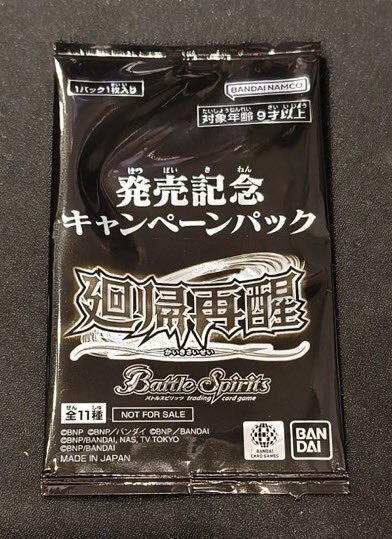 1パック1枚入り
BANDAI NAMCO
たいしょうねんれい さいいじょう
対象年齢 9才以上
はつ ばい き ねん
発売記念
キャンペーンパック
廻帰再醒
かいきさいせい
Battle Spirits
バトルスピリッツ trading card game
ぜん しゅ
全11種
NOT FOR SALE
©BNP ©BNP/バンダイ ©BNP/BANDAI
©BNP/BANDAI, NAS, TV TOKYO
©BNP/BANDAI
MADE IN JAPAN
BANDAI
CARD GAMES
BAN
DAI